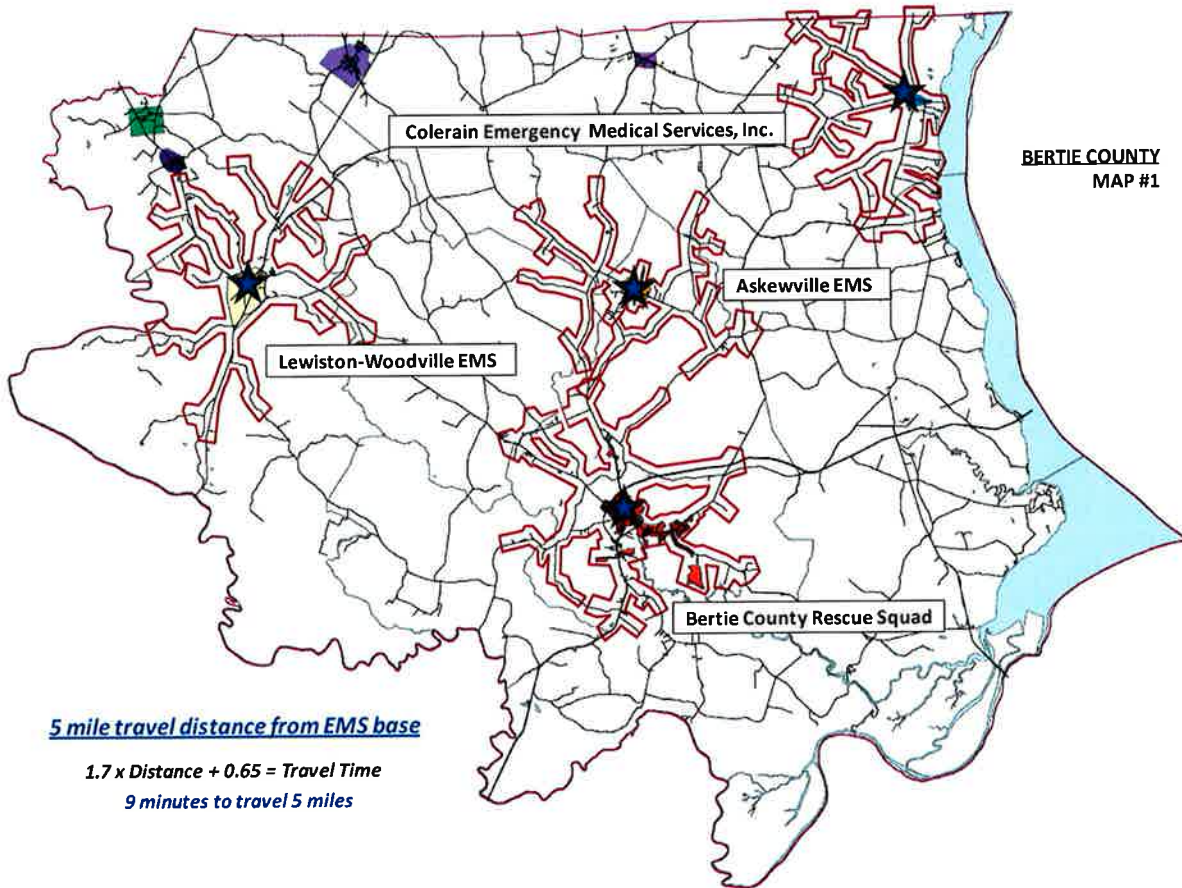 Colerain Emergency Medical Services, Inc.
BERTIE COUNTY
MAP #1
Askewville EMS
Lewiston-Woodville EMS
Bertie County Rescue Squad
5 mile travel distance from EMS base
1.7 x Distance + 0.65 = Travel Time
9 minutes to travel 5 miles